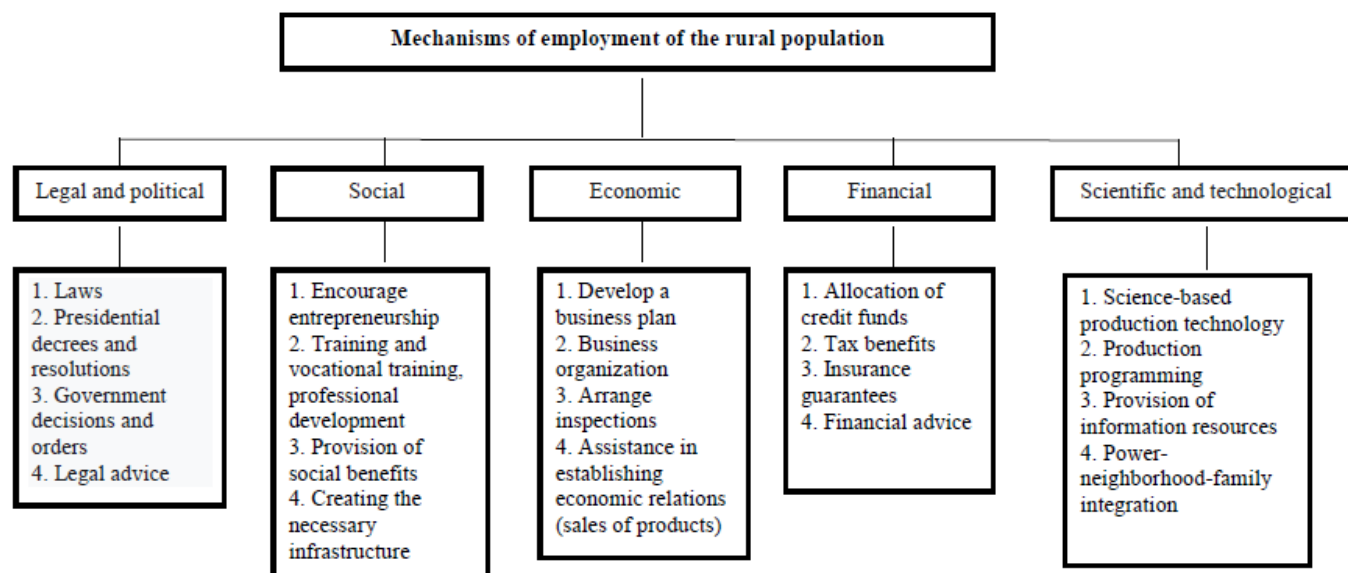 Mechanisms of employment of the rural population
Legal and political
Social
Economic
Financial
Scientific and technological
1. Laws
2. Presidential
decrees and
resolutions
3. Government
decisions and
orders
4. Legal advice
1. Encourage
entrepreneurship
2. Training and
vocational training,
professional
development
3. Provision of
social benefits
4. Creating the
necessary
infrastructure
1. Develop a
business plan
2. Business
organization
3. Arrange
inspections
4. Assistance in
establishing
economic relations
(sales of products)
1. Allocation of
credit funds
2. Tax benefits
3. Insurance
guarantees
4. Financial advice
1. Science-based
production technology
2. Production
programming
3. Provision of
information resources
4. Power-
neighborhood-family
integration